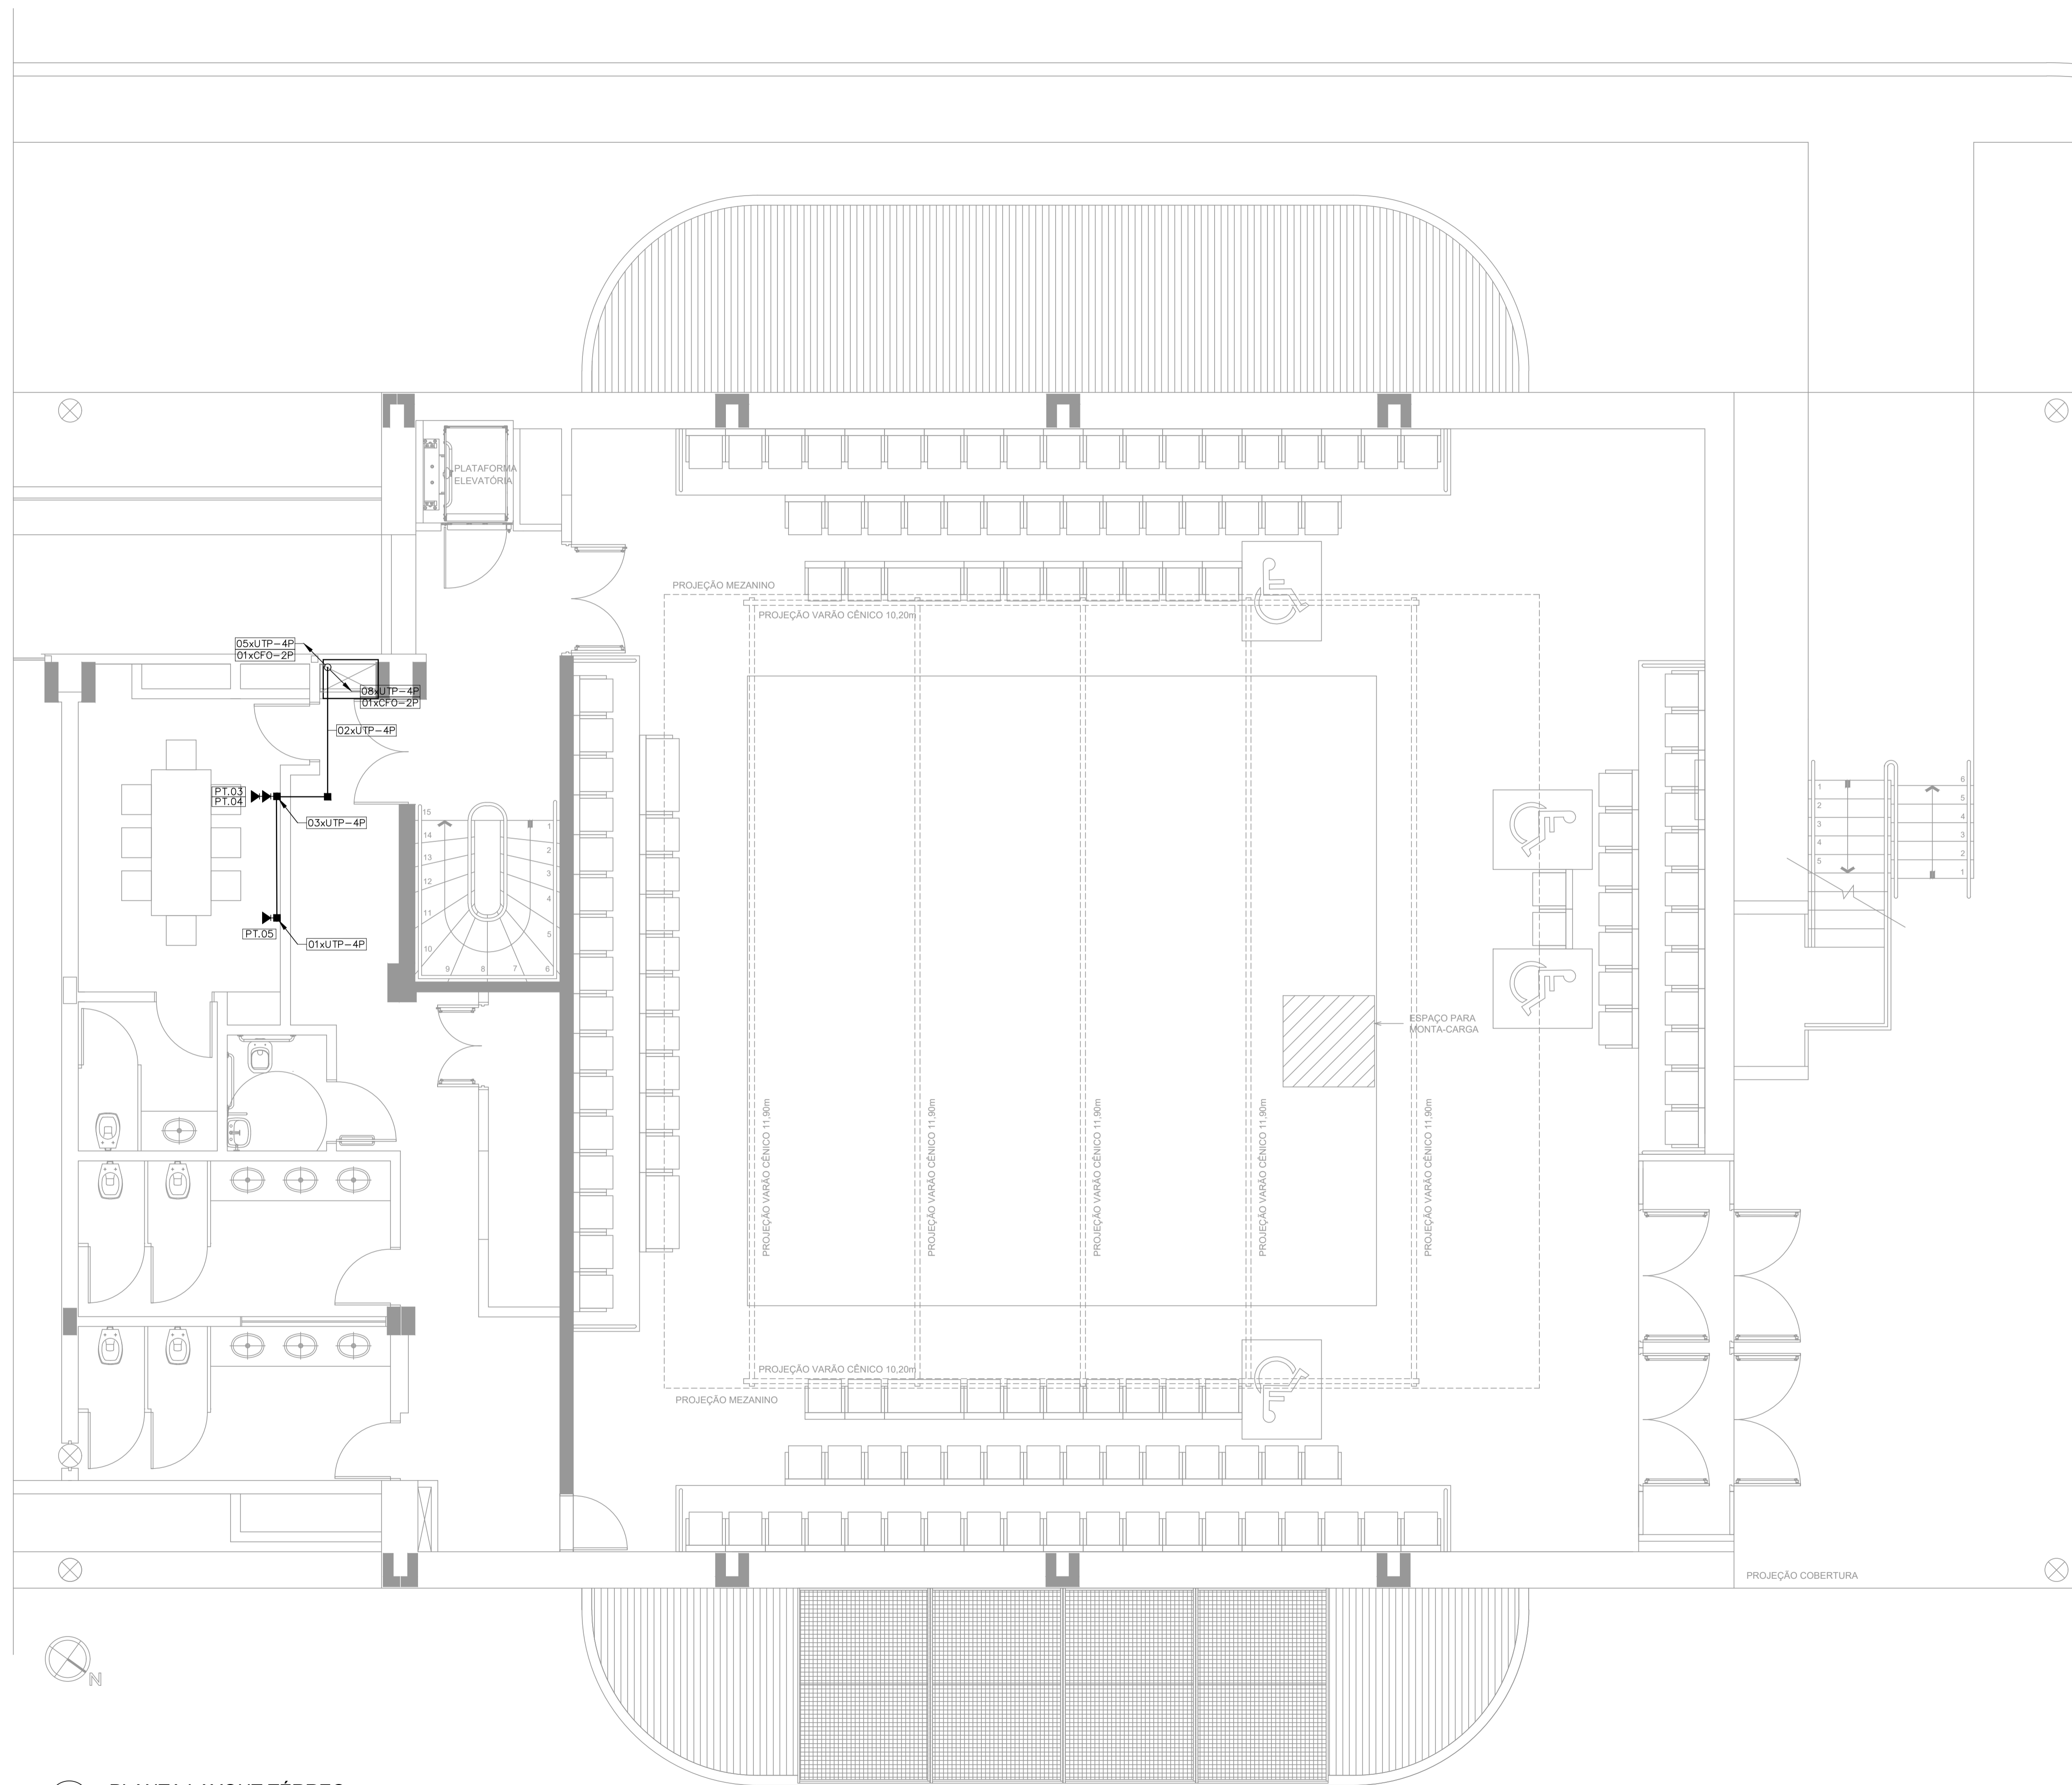 PLATAFORMA
ELEVATÓRIA
PROJEÇÃO MEZANINO
PROJEÇÃO VARÃO CÊNICO 10,20m
05xUTP-4P
01xCFO-2P
08xUTP-4P
01xCFO-2P
02xUTP-4P
PT.03
PT.04
03xUTP-4P
PT.05
01xUTP-4P
15
14
13
12
11
10
9
8
7
6
5
4
3
2
1
1
2
3
4
5
6
5
4
3
2
1
ESPAÇO PARA
MONTA-CARGA
PROJEÇÃO VARÃO CÊNICO 11,90m
PROJEÇÃO VARÃO CÊNICO 11,90m
PROJEÇÃO VARÃO CÊNICO 11,90m
PROJEÇÃO VARÃO CÊNICO 11,90m
PROJEÇÃO VARÃO CÊNICO 11,90m
PROJEÇÃO VARÃO CÊNICO 10,20m
PROJEÇÃO MEZANINO
PROJEÇÃO COBERTURA
N